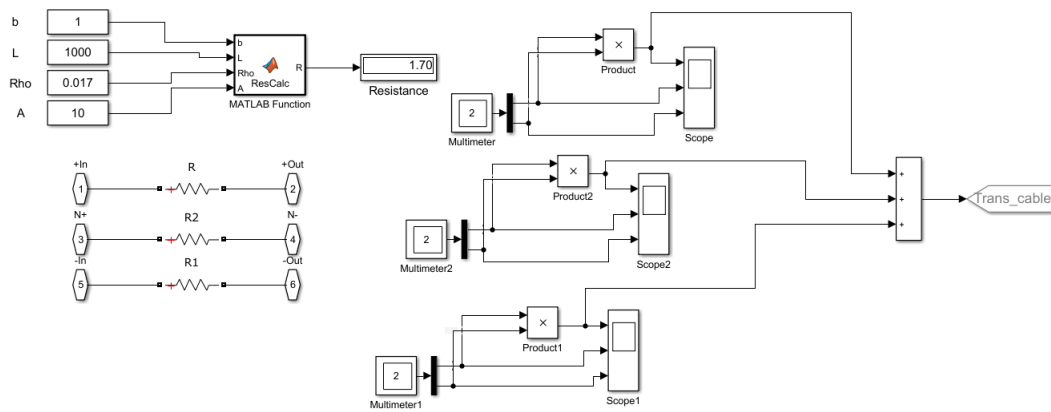 b
1
L
1000
Rho
0.017
A
10
b
L
Rho
A
ResCalc
R
MATLAB Function
1.70
Resistance
+In
R
+Out
1
2
N+
R2
N-
3
4
-In
R1
-Out
5
6
×
Product
2
Multimeter
Scope
×
Product2
2
Multimeter2
Scope2
×
Product1
2
Multimeter1
Scope1
+
+
+
Trans_cable